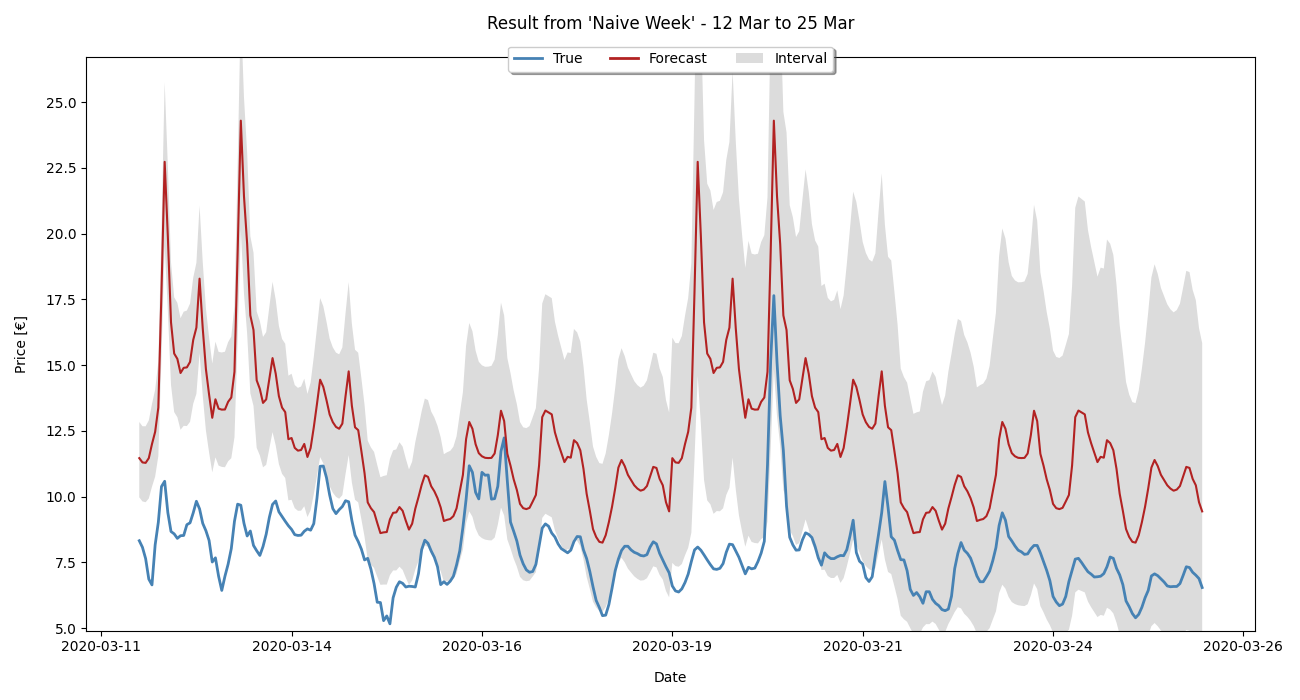 Result from 'Naive Week' - 12 Mar to 25 Mar
True Forecast Interval
25.0
22.5
20.0
17.5
15.0
12.5
10.0
7.5
5.0
Price [€]
2020-03-11 2020-03-14 2020-03-16 2020-03-19 2020-03-21 2020-03-24 2020-03-26
Date